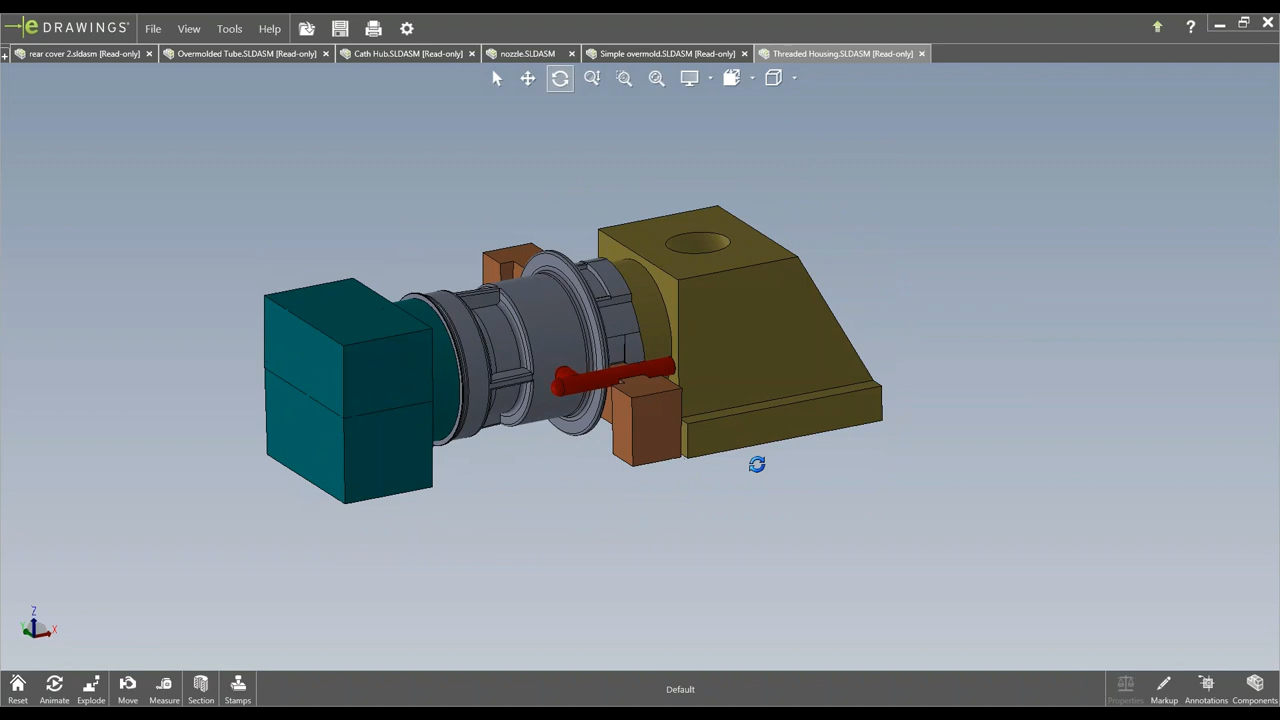 eDRAWINGS® File View Tools Help
rear cover 2.sldasm [Read-only] Overmolded Tube.SLDASM [Read-only] Cath Hub.SLDASM [Read-only] nozzle.SLDASM Simple overmold.SLDASM [Read-only] Threaded Housing.SLDASM [Read-only]
Z
Y X
Reset Animate Explode Move Measure Section Stamps Default Properties Markup Annotations Components